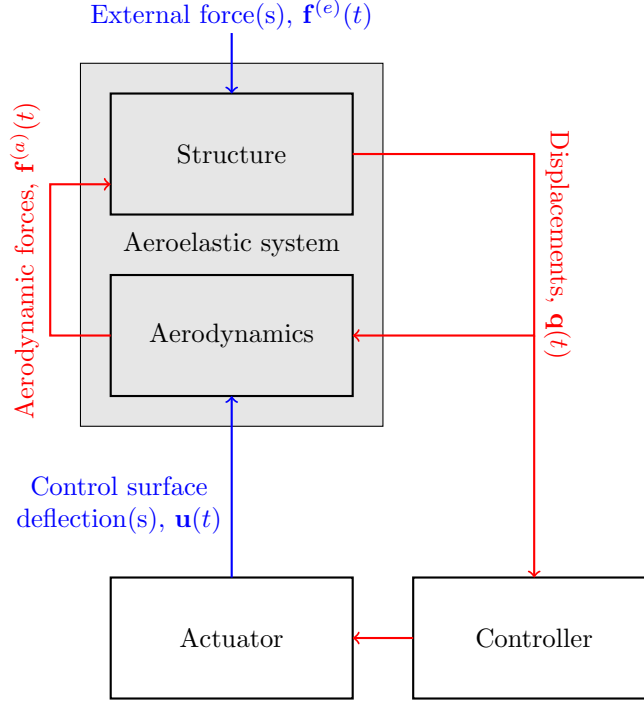 External force(s), f^(e)(t)
Structure
Aerodynamic forces, f^(a)(t)
Displacements, q(t)
Aeroelastic system
Aerodynamics
Control surface
deflection(s), u(t)
Actuator
Controller